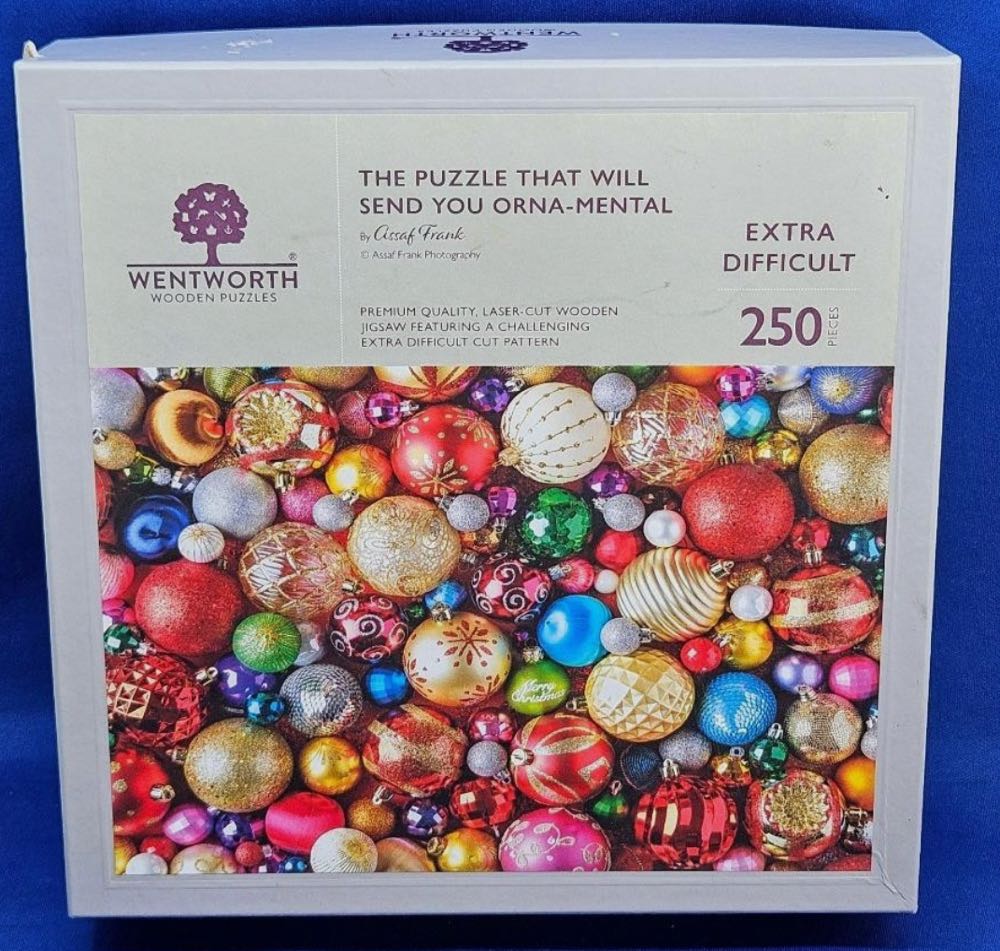 WENTWORTH
THE PUZZLE THAT WILL
SEND YOU ORNA-MENTAL
By Assaf Frank
© Assaf Frank Photography
WENTWORTH®
WOODEN PUZZLES
PREMIUM QUALITY, LASER-CUT WOODEN
JIGSAW FEATURING A CHALLENGING
EXTRA DIFFICULT CUT PATTERN
EXTRA
DIFFICULT
250 PIECES
Merry
Christmas